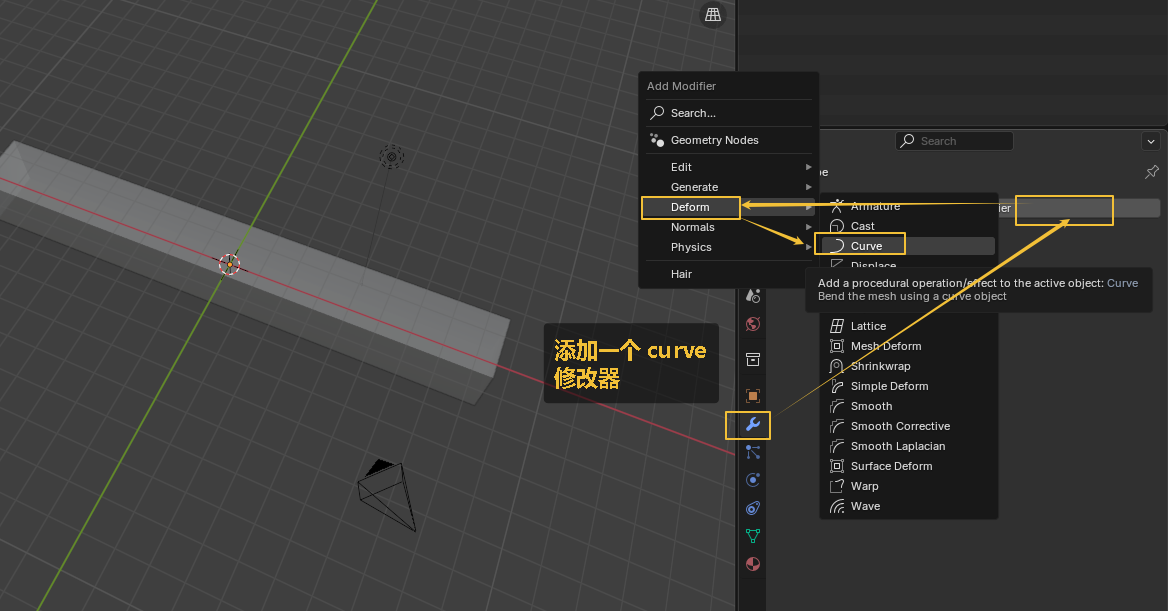 Add Modifier
Search...
Geometry Nodes
Edit
Generate
Deform
Normals
Physics
Hair
Search
pe
ier
Armature
Cast
Curve
Displace
Add a procedural operation/effect to the active object: Curve
Bend the mesh using a curve object
Lattice
Mesh Deform
Shrinkwrap
Simple Deform
Smooth
Smooth Corrective
Smooth Laplacian
Surface Deform
Warp
Wave
添加一个 curve
修改器